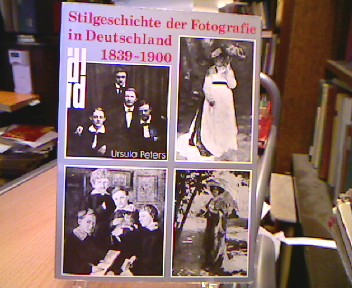 Stilgeschichte der Fotografie
in Deutschland
1839-1900
Ursula Peters